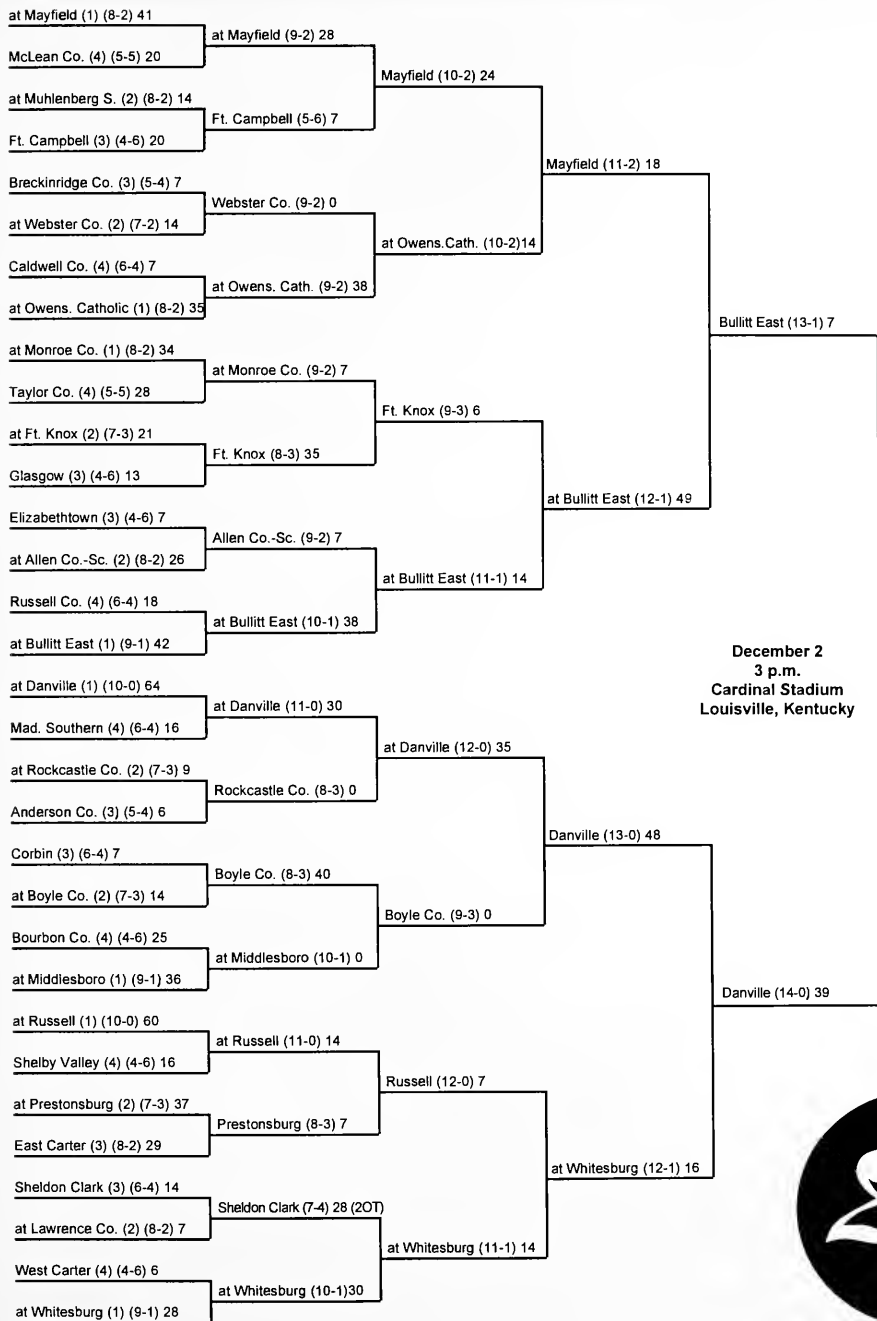 at Mayfield (1) (8-2) 41
McLean Co. (4) (5-5) 20
at Muhlenberg S. (2) (8-2) 14
Ft. Campbell (3) (4-6) 20
Breckinridge Co. (3) (5-4) 7
at Webster Co. (2) (7-2) 14
Caldwell Co. (4) (6-4) 7
at Owens. Catholic (1) (8-2) 35
at Monroe Co. (1) (8-2) 34
Taylor Co. (4) (5-5) 28
at Ft. Knox (2) (7-3) 21
Glasgow (3) (4-6) 13
Elizabethtown (3) (4-6) 7
at Allen Co.-Sc. (2) (8-2) 26
Russell Co. (4) (6-4) 18
at Bullitt East (1) (9-1) 42
at Danville (1) (10-0) 64
Mad. Southern (4) (6-4) 16
at Rockcastle Co. (2) (7-3) 9
Anderson Co. (3) (5-4) 6
Corbin (3) (6-4) 7
at Boyle Co. (2) (7-3) 14
Bourbon Co. (4) (4-6) 25
at Middlesboro (1) (9-1) 36
at Russell (1) (10-0) 60
Shelby Valley (4) (4-6) 16
at Prestonsburg (2) (7-3) 37
East Carter (3) (8-2) 29
Sheldon Clark (3) (6-4) 14
at Lawrence Co. (2) (8-2) 7
West Carter (4) (4-6) 6
at Whitesburg (1) (9-1) 28
at Mayfield (9-2) 28
Ft. Campbell (5-6) 7
Webster Co. (9-2) 0
at Owens. Cath. (9-2) 38
at Monroe Co. (9-2) 7
Ft. Knox (8-3) 35
Allen Co.-Sc. (9-2) 7
at Bullitt East (10-1) 38
at Danville (11-0) 30
Rockcastle Co. (8-3) 0
Boyle Co. (8-3) 40
at Middlesboro (10-1) 0
at Russell (11-0) 14
Prestonsburg (8-3) 7
Sheldon Clark (7-4) 28 (2OT)
at Whitesburg (10-1)30
Mayfield (10-2) 24
at Owens.Cath. (10-2)14
Ft. Knox (9-3) 6
at Bullitt East (11-1) 14
at Danville (12-0) 35
Boyle Co. (9-3) 0
Russell (12-0) 7
at Whitesburg (11-1) 14
Mayfield (11-2) 18
at Bullitt East (12-1) 49
Danville (13-0) 48
at Whitesburg (12-1) 16
Bullitt East (13-1) 7
Danville (14-0) 39
December 2
3 p.m.
Cardinal Stadium
Louisville, Kentucky